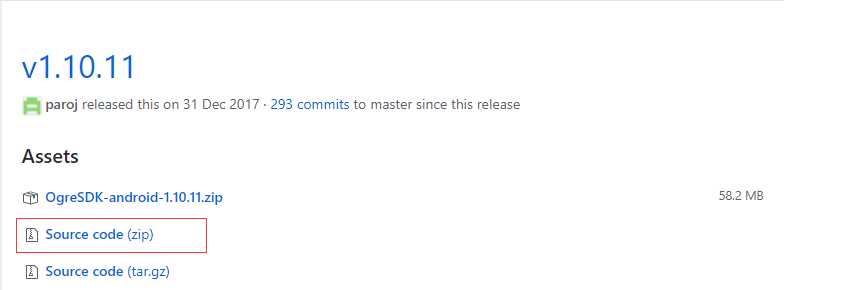 v1.10.11
paroj released this on 31 Dec 2017 · 293 commits to master since this release
Assets
OgreSDK-android-1.10.11.zip 58.2 MB
Source code (zip)
Source code (tar.gz)